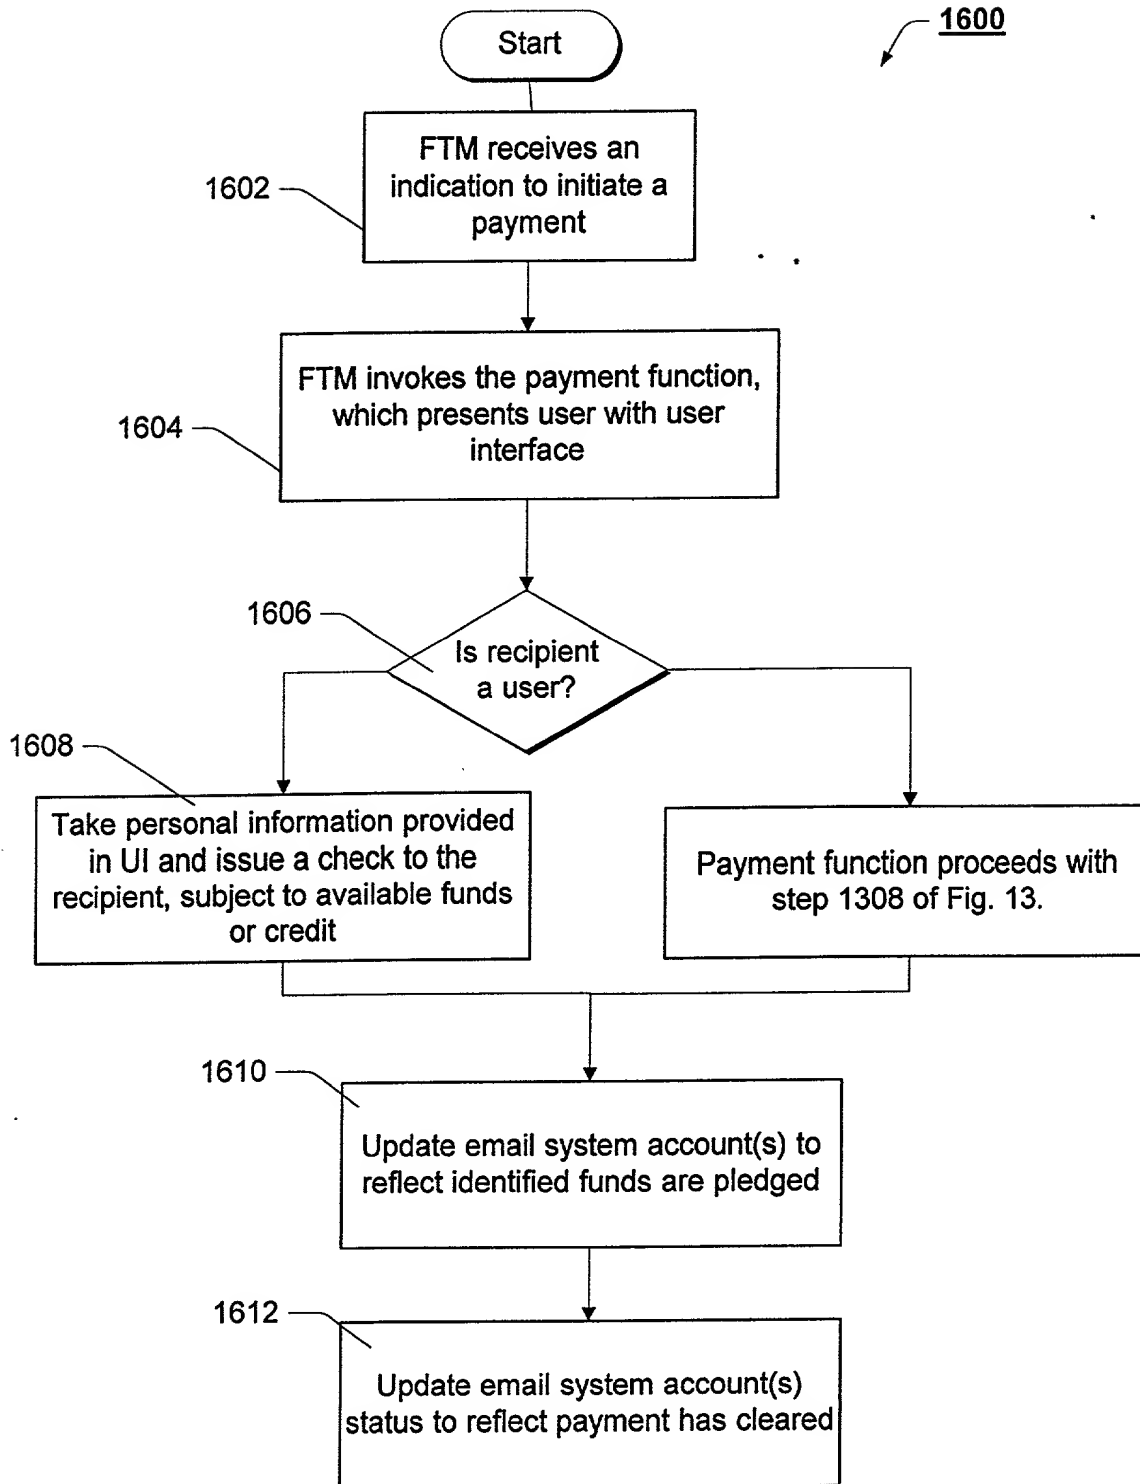 1600
Start
FTM receives an
indication to initiate a
payment
1602
FTM invokes the payment function,
which presents user with user
interface
1604
1606
Is recipient
a user?
1608
Take personal information provided
in UI and issue a check to the
recipient, subject to available funds
or credit
Payment function proceeds with
step 1308 of Fig. 13.
1610
Update email system account(s) to
reflect identified funds are pledged
1612
Update email system account(s)
status to reflect payment has cleared